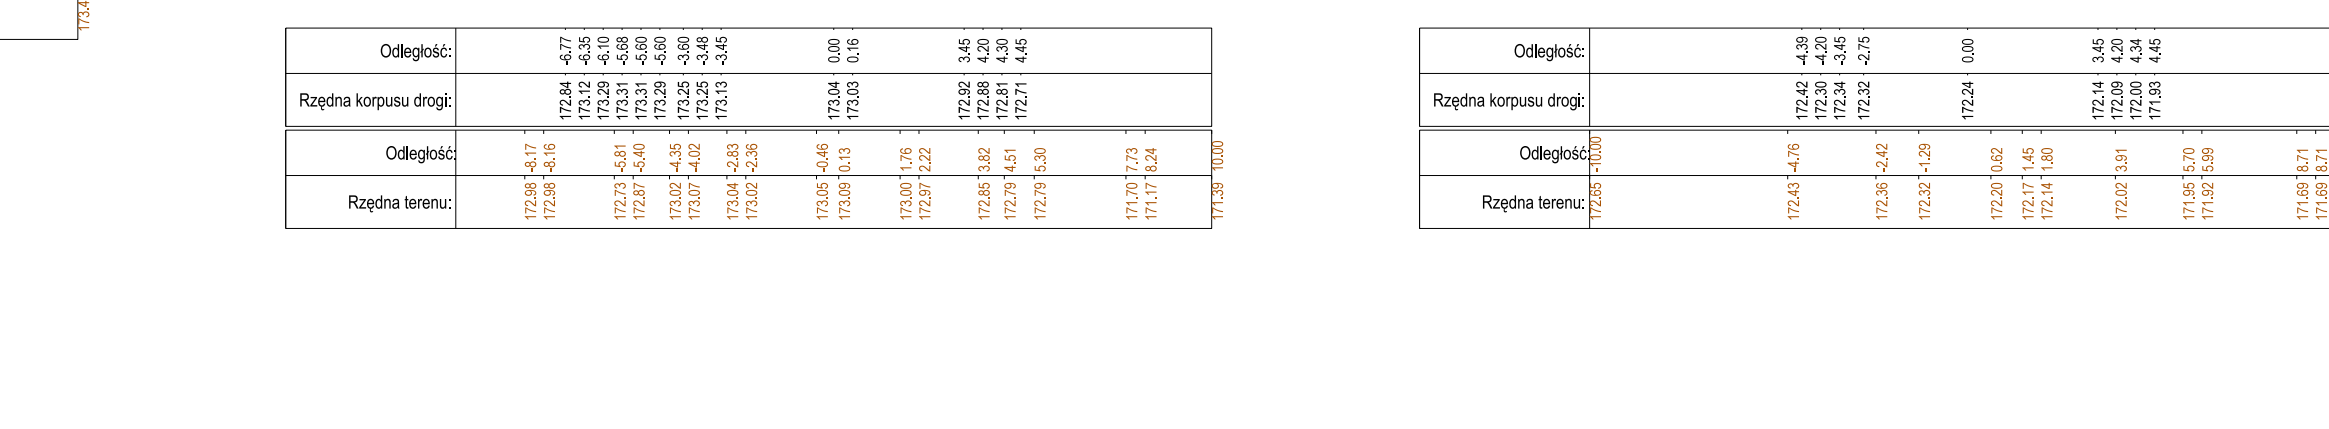 173.4
Odległość: -6.77 -6.35 -6.10 -5.68 -5.60 -5.60 -3.60 -3.48 -3.45 0.00 0.16 3.45 4.20 4.30 4.45
Rzędna korpusu drogi: 172.84 173.12 173.29 173.31 173.31 173.29 173.25 173.25 173.13 173.04 173.03 172.92 172.88 172.81 172.71
Odległość: -8.17 -8.16 -5.81 -5.40 -4.35 -4.02 -2.83 -2.36 -0.46 0.13 1.76 2.22 3.82 4.51 5.30 7.73 8.24 10.00
Rzędna terenu: 172.98 172.98 172.73 172.87 173.02 173.07 173.04 173.02 173.05 173.09 173.00 172.97 172.85 172.79 172.79 171.70 171.17 171.39
Odległość: -4.39 -4.20 -3.45 -2.75 0.00 3.45 4.20 4.34 4.45
Rzędna korpusu drogi: 172.42 172.30 172.34 172.32 172.24 172.14 172.09 172.00 171.93
Odległość: -10.00 -4.76 -2.42 -1.29 0.62 1.45 1.80 3.91 5.70 5.99 8.71 8.71
Rzędna terenu: 172.65 172.43 172.36 172.32 172.20 172.17 172.14 172.02 171.95 171.92 171.69 171.69